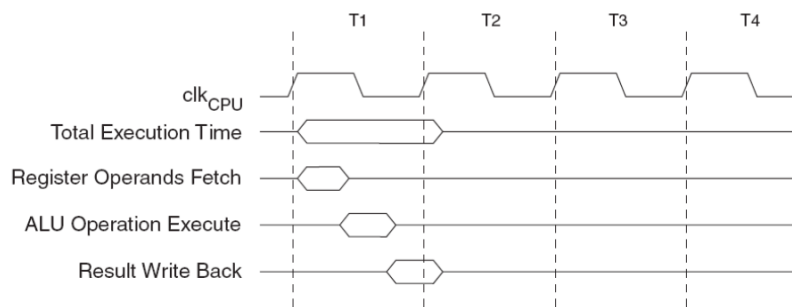 T1 T2 T3 T4
clkCPU
Total Execution Time
Register Operands Fetch
ALU Operation Execute
Result Write Back